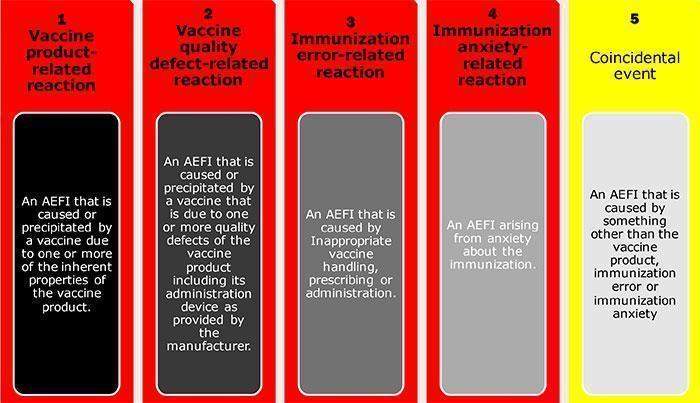 1
Vaccine
product-
related
reaction
An AEFI that is
caused or
precipitated by
a vaccine due
to one or more
of the inherent
properties of
the vaccine
product.
2
Vaccine
quality
defect-related
reaction
An AEFI that is
caused or
precipitated by
a vaccine that
is due to one
or more quality
defects of the
vaccine
product
including its
administration
device as
provided by
the
manufacturer.
3
Immunization
error-related
reaction
An AEFI that is
caused by
Inappropriate
vaccine
handling,
prescribing or
administration.
4
Immunization
anxiety-
related
reaction
An AEFI arising
from anxiety
about the
immunization.
5
Coincidental
event
An AEFI that is
caused by
something
other than the
vaccine
product,
immunization
error or
immunization
anxiety